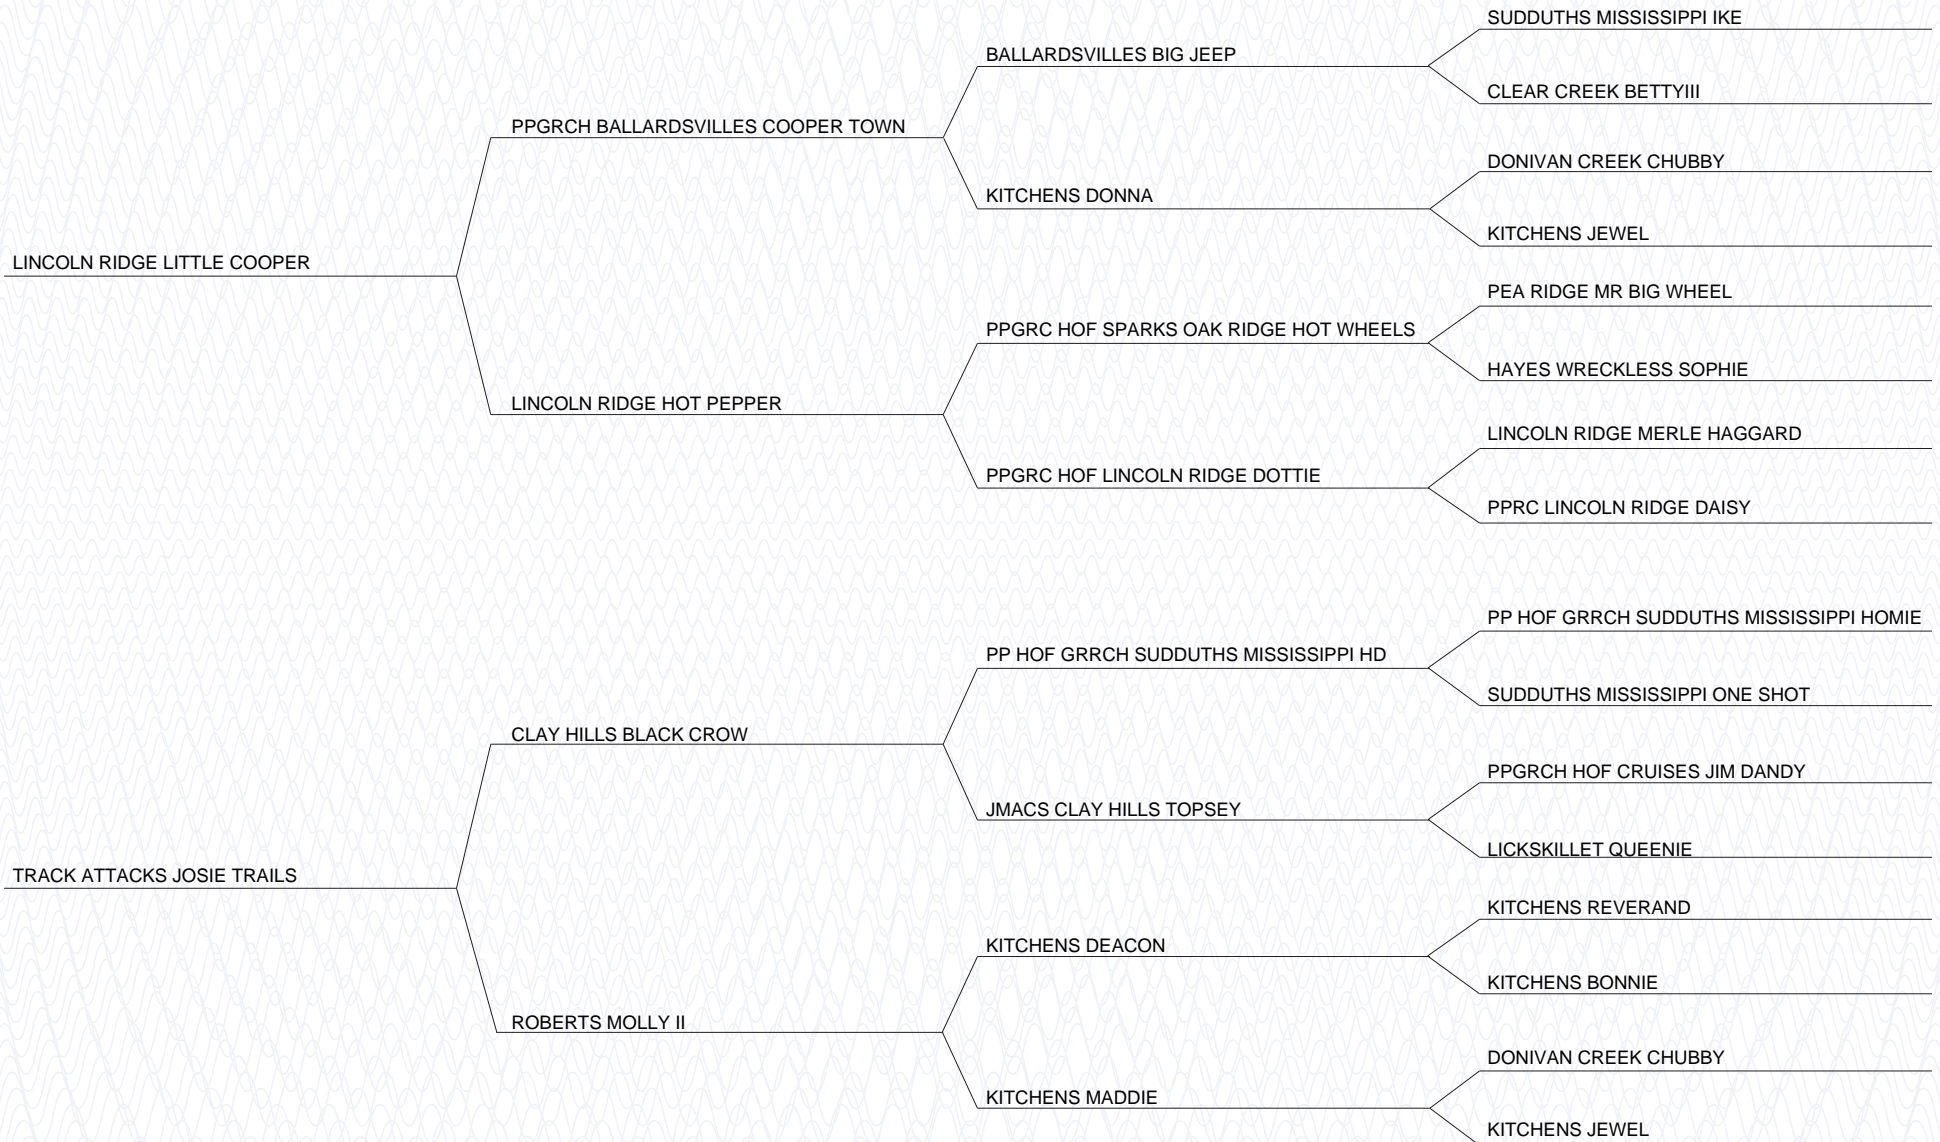 SUDDUTHS MISSISSIPPI IKE
BALLARDSVILLES BIG JEEP
CLEAR CREEK BETTYIII
PPGRCH BALLARDSVILLES COOPER TOWN
DONIVAN CREEK CHUBBY
KITCHENS DONNA
KITCHENS JEWEL
LINCOLN RIDGE LITTLE COOPER
PEA RIDGE MR BIG WHEEL
PPGRC HOF SPARKS OAK RIDGE HOT WHEELS
HAYES WRECKLESS SOPHIE
LINCOLN RIDGE HOT PEPPER
LINCOLN RIDGE MERLE HAGGARD
PPGRC HOF LINCOLN RIDGE DOTTIE
PPRC LINCOLN RIDGE DAISY
PP HOF GRRCH SUDDUTHS MISSISSIPPI HOMIE
PP HOF GRRCH SUDDUTHS MISSISSIPPI HD
SUDDUTHS MISSISSIPPI ONE SHOT
CLAY HILLS BLACK CROW
PPGRCH HOF CRUISES JIM DANDY
JMACS CLAY HILLS TOPSEY
LICKSKILLET QUEENIE
TRACK ATTACKS JOSIE TRAILS
KITCHENS REVERAND
KITCHENS DEACON
KITCHENS BONNIE
ROBERTS MOLLY II
DONIVAN CREEK CHUBBY
KITCHENS MADDIE
KITCHENS JEWEL